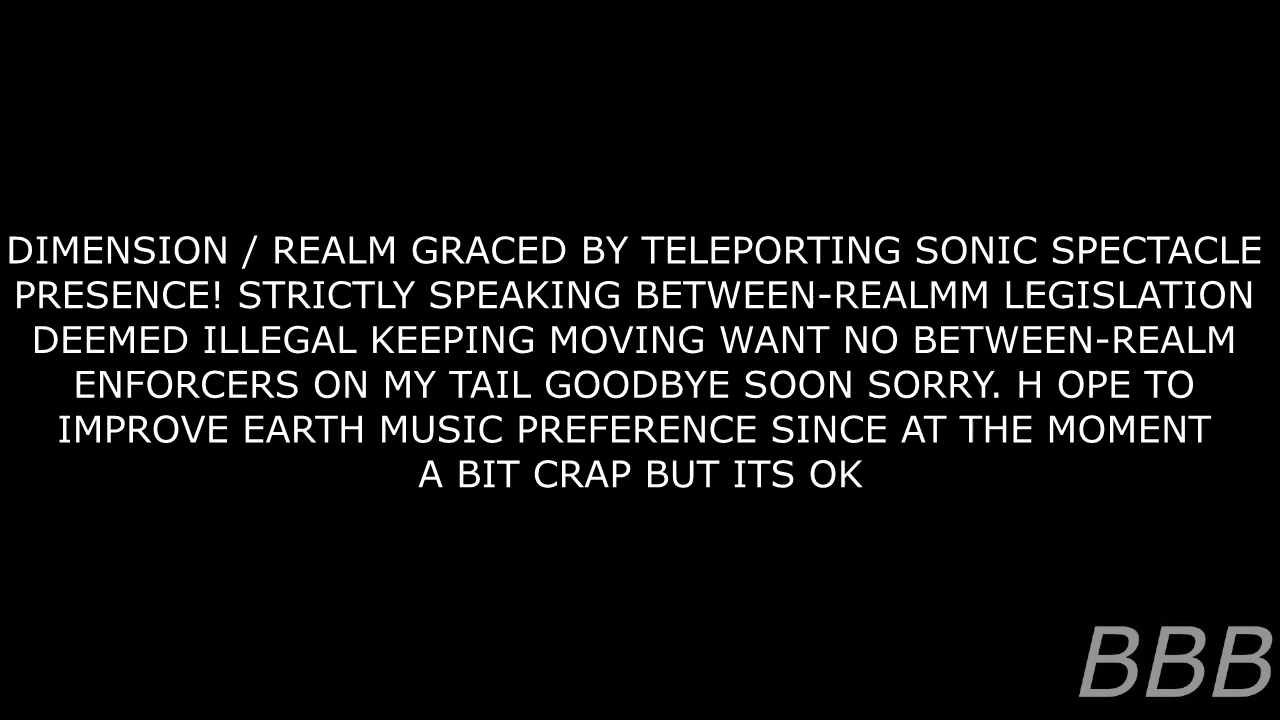 DIMENSION / REALM GRACED BY TELEPORTING SONIC SPECTACLE
PRESENCE! STRICTLY SPEAKING BETWEEN-REALMM LEGISLATION
DEEMED ILLEGAL KEEPING MOVING WANT NO BETWEEN-REALM
ENFORCERS ON MY TAIL GOODBYE SOON SORRY. H OPE TO
IMPROVE EARTH MUSIC PREFERENCE SINCE AT THE MOMENT
A BIT CRAP BUT ITS OK
BBB